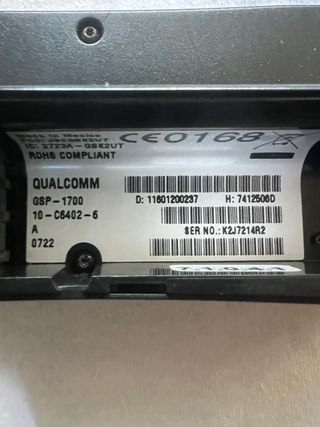 Made in Mexico
IC: 2723A-GSK2UT
ROHS COMPLIANT
CE0168
QUALCOMM
GSP-1700
D: 11601200237 H: 7412506D
10-C6402-6
A
SER NO.: K2J7214R2
0722